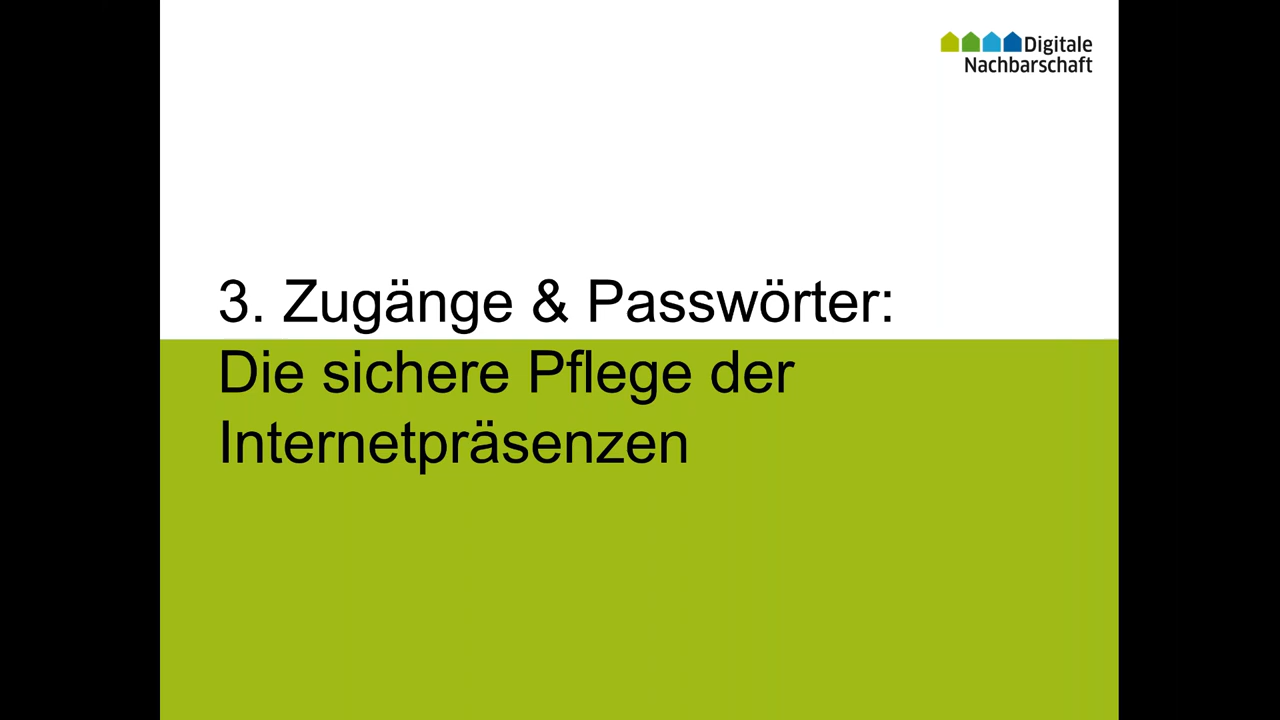 Digitale
Nachbarschaft
3. Zugänge & Passwörter:
Die sichere Pflege der
Internetpräsenzen